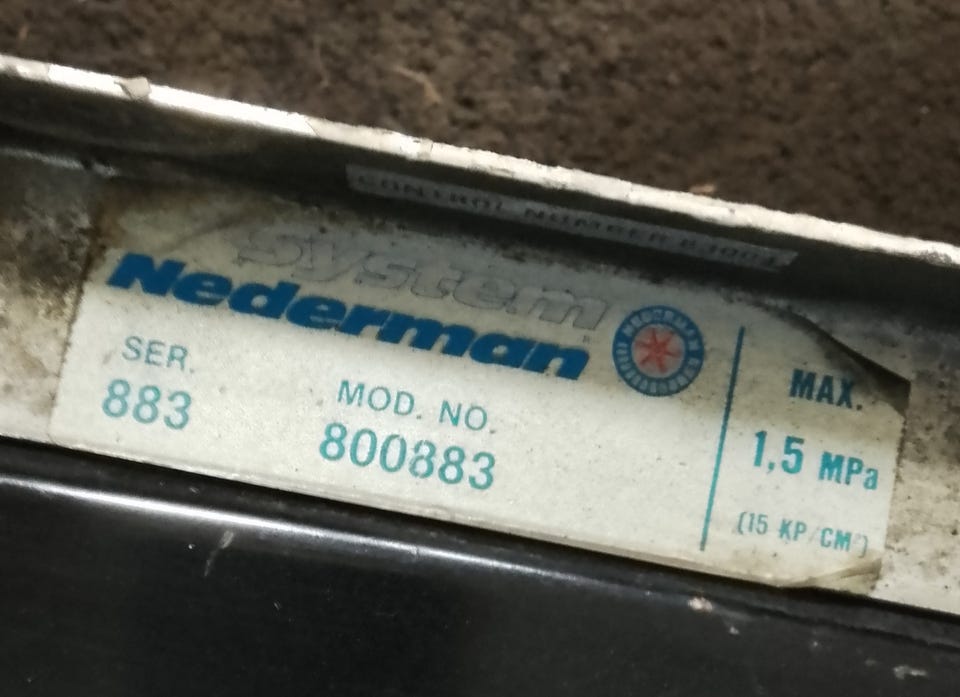 CONTROL NUMBER
System
Nederman
SER.
883
MOD. NO.
800883
MAX.
1,5 MPa
(15 KP/CM²)